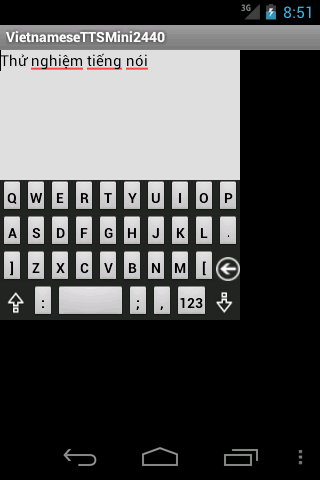 3G 8:51
VietnameseTTSMini2440
Thử nghiệm tiếng nói
Q W E R T Y U I O P
A S D F G H J K L .
] Z X C V B N M [
: ; , 123